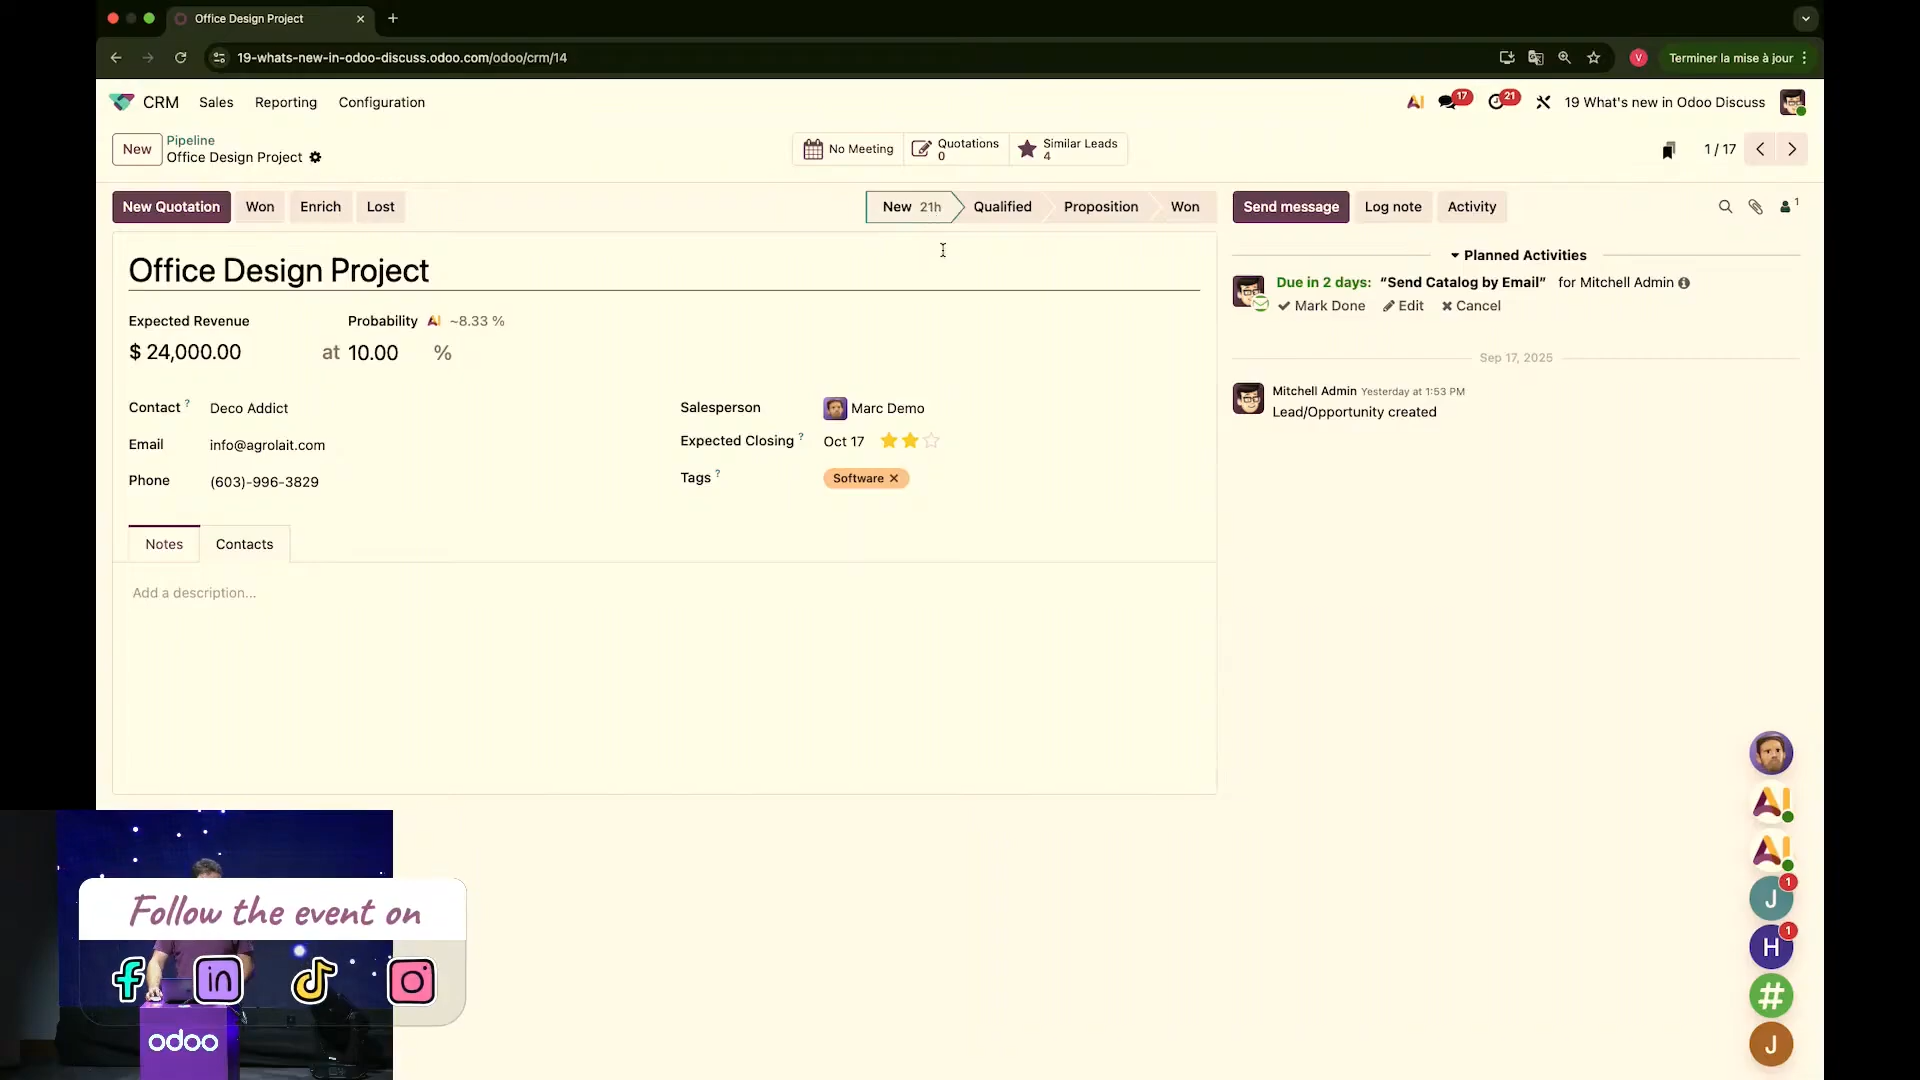 Office Design Project
19-whats-new-in-odoo-discuss.odoo.com/odoo/crm/14
V
Terminer la mise à jour
CRM
Sales
Reporting
Configuration
AI
17
21
19 What's new in Odoo Discuss
New
Pipeline
Office Design Project
No Meeting
Quotations
0
Similar Leads
4
1 / 17
New Quotation
Won
Enrich
Lost
New 21h
Qualified
Proposition
Won
Send message
Log note
Activity
1
Office Design Project
Expected Revenue
Probability AI ~8.33 %
$ 24,000.00
at 10.00 %
Contact ? Deco Addict
Email info@agrolait.com
Phone (603)-996-3829
Salesperson Marc Demo
Expected Closing ? Oct 17
Tags ? Software
Notes
Contacts
Add a description...
Planned Activities
Due in 2 days: “Send Catalog by Email” for Mitchell Admin
Mark Done Edit Cancel
Sep 17, 2025
Mitchell Admin Yesterday at 1:53 PM
Lead/Opportunity created
AI
AI
J
1
H
1
#
J
Follow the event on
f
in
odoo